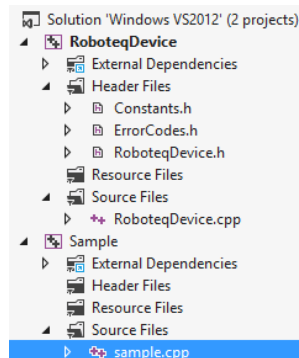 Solution 'Windows VS2012' (2 projects)
RoboteqDevice
External Dependencies
Header Files
Constants.h
ErrorCodes.h
RoboteqDevice.h
Resource Files
Source Files
RoboteqDevice.cpp
Sample
External Dependencies
Header Files
Resource Files
Source Files
sample.cpp